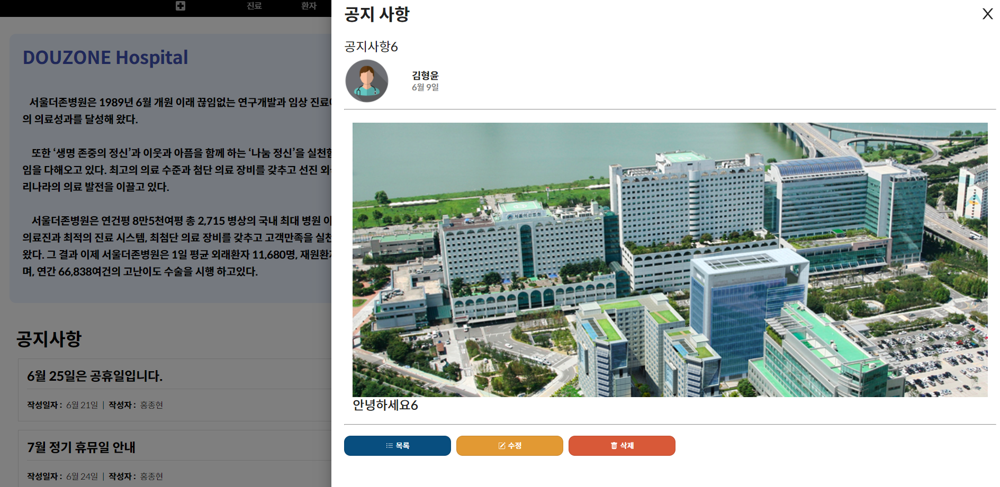 진료
환자
DOUZONE Hospital
서울더존병원은 1989년 6월 개원 이래 끊임없는 연구개발과 임상 진료
의 의료성과를 달성해 왔다.
또한 ‘생명 존중의 정신’과 이웃과 아픔을 함께 하는 ‘나눔 정신’을 실천
임을 다해오고 있다. 최고의 의료 수준과 첨단 의료 장비를 갖추고 선진
리나라의 의료 발전을 이끌고 있다.
서울더존병원은 연건평 8만5천여평 총 2,715 병상의 국내 최대 병원
의료진과 최적의 진료 시스템, 최첨단 의료 장비를 갖추고 고객만족을 실천
왔다. 그 결과 이제 서울더존병원은 1일 평균 외래환자 11,680명, 재원환
며, 연간 66,838여건의 고난이도 수술을 시행 하고있다.
공지사항
6월 25일은 공휴일입니다.
작성일자 : 6월 21일 | 작성자 : 홍종현
7월 정기 휴뮤일 안내
작성일자 : 6월 24일 | 작성자 : 홍종현
공지 사항
X
공지사항6
김형윤
6월 9일
서울아산병원
안녕하세요6
목록
수정
삭제